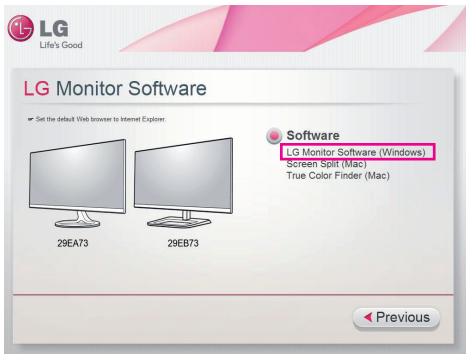 LG
Life's Good
LG Monitor Software
☞ Set the default Web browser to Internet Explorer.
Software
LG Monitor Software (Windows)
Screen Split (Mac)
True Color Finder (Mac)
29EA73
29EB73
Previous